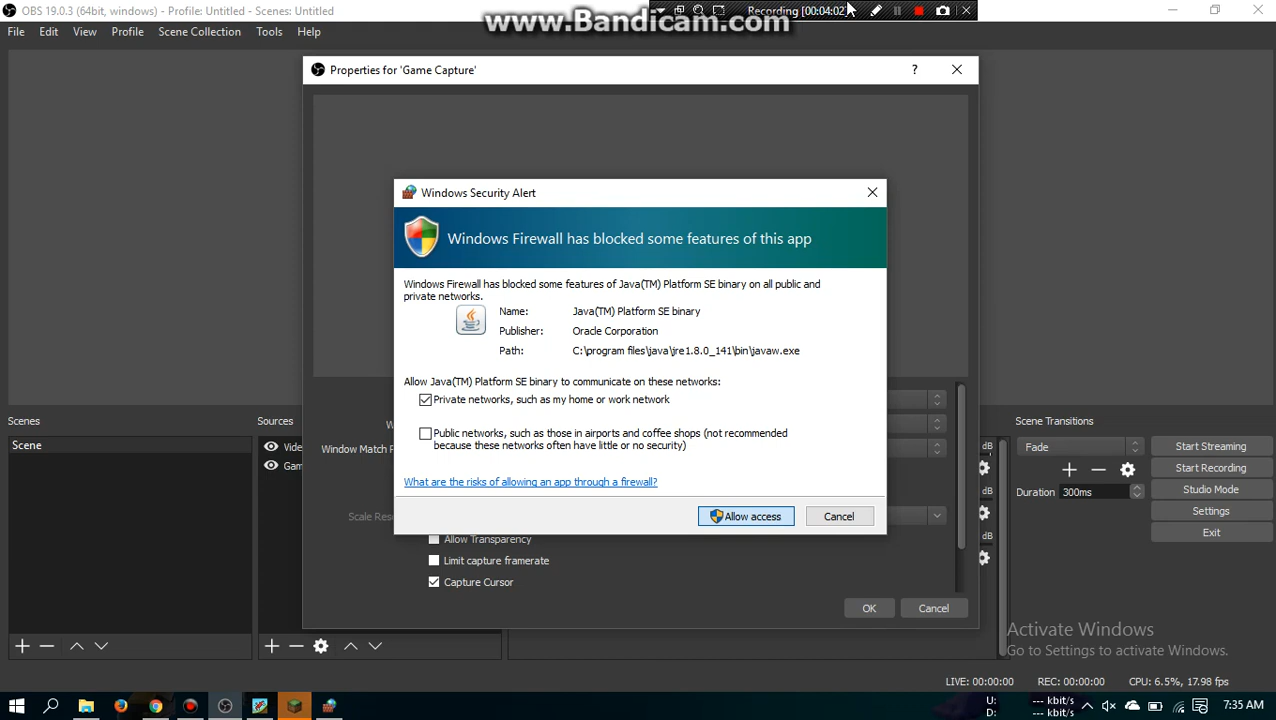 OBS 19.0.3 (64bit, windows) - Profile: Untitled - Scenes: Untitled
www.Bandicam.com
Recording [00:04:02]
File Edit View Profile Scene Collection Tools Help
Properties for 'Game Capture'
Windows Security Alert
Windows Firewall has blocked some features of this app
Windows Firewall has blocked some features of Java(TM) Platform SE binary on all public and
private networks.
Name: Java(TM) Platform SE binary
Publisher: Oracle Corporation
Path: C:\program files\java\jre1.8.0_141\bin\javaw.exe
Allow Java(TM) Platform SE binary to communicate on these networks:
Private networks, such as my home or work network
Public networks, such as those in airports and coffee shops (not recommended
because these networks often have little or no security)
What are the risks of allowing an app through a firewall?
Allow access Cancel
Window Match
Scale
Allow Transparency
Limit capture framerate
Capture Cursor
OK Cancel
Scenes
Scene
Sources
Scene Transitions
Fade
Duration 300ms
dB
dB
dB
dB
Start Streaming
Start Recording
Studio Mode
Settings
Exit
Activate Windows
Go to Settings to activate Windows.
LIVE: 00:00:00 REC: 00:00:00 CPU: 6.5%, 17.98 fps
U: --- kbit/s
D: --- kbit/s
7:35 AM